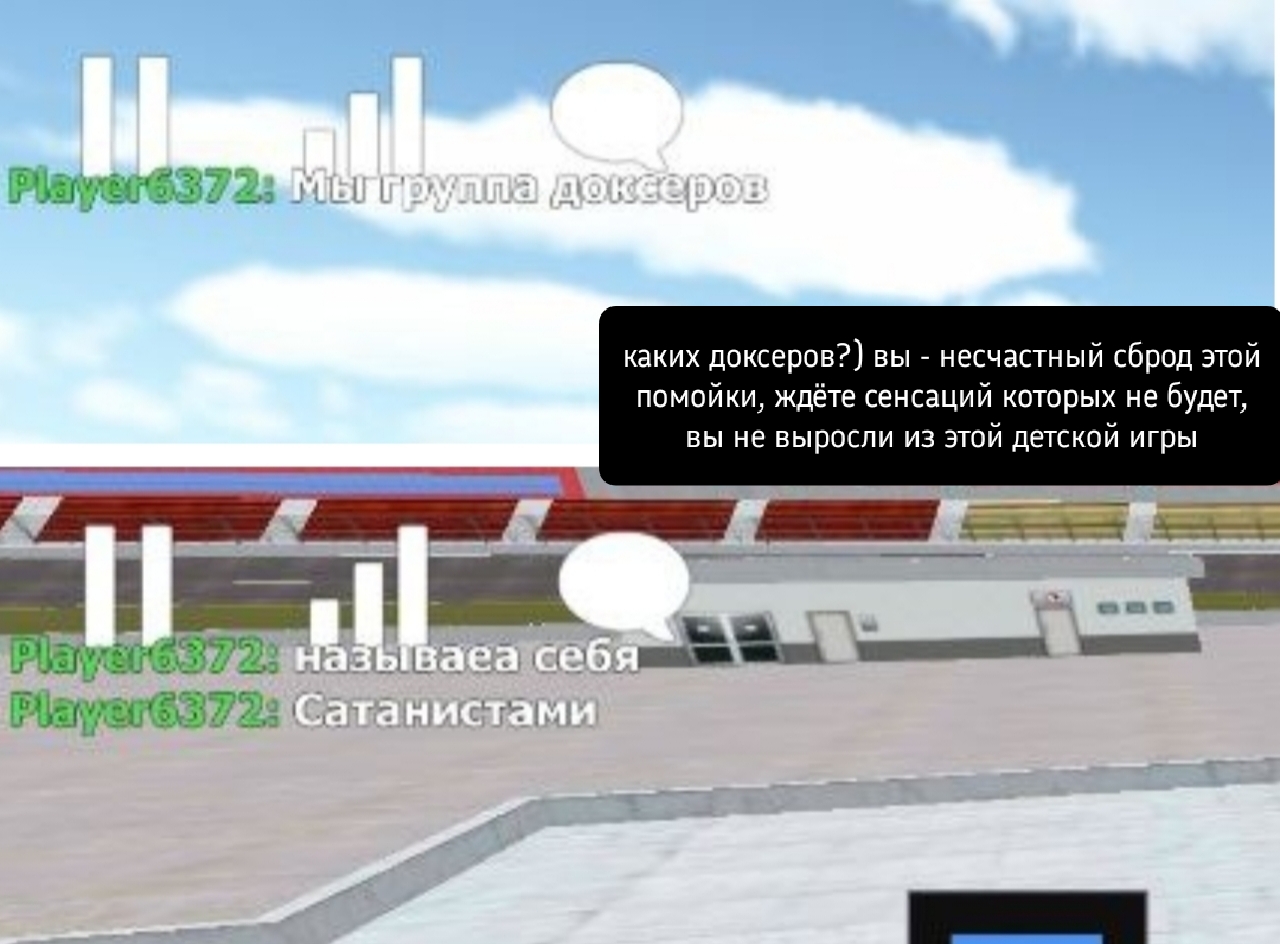 Player6372: Мы группа доксеров
каких доксеров?) вы - несчастный сброд этой
помойки, ждёте сенсаций которых не будет,
вы не выросли из этой детской игры
Player6372: называеа себя
Player6372: Сатанистами